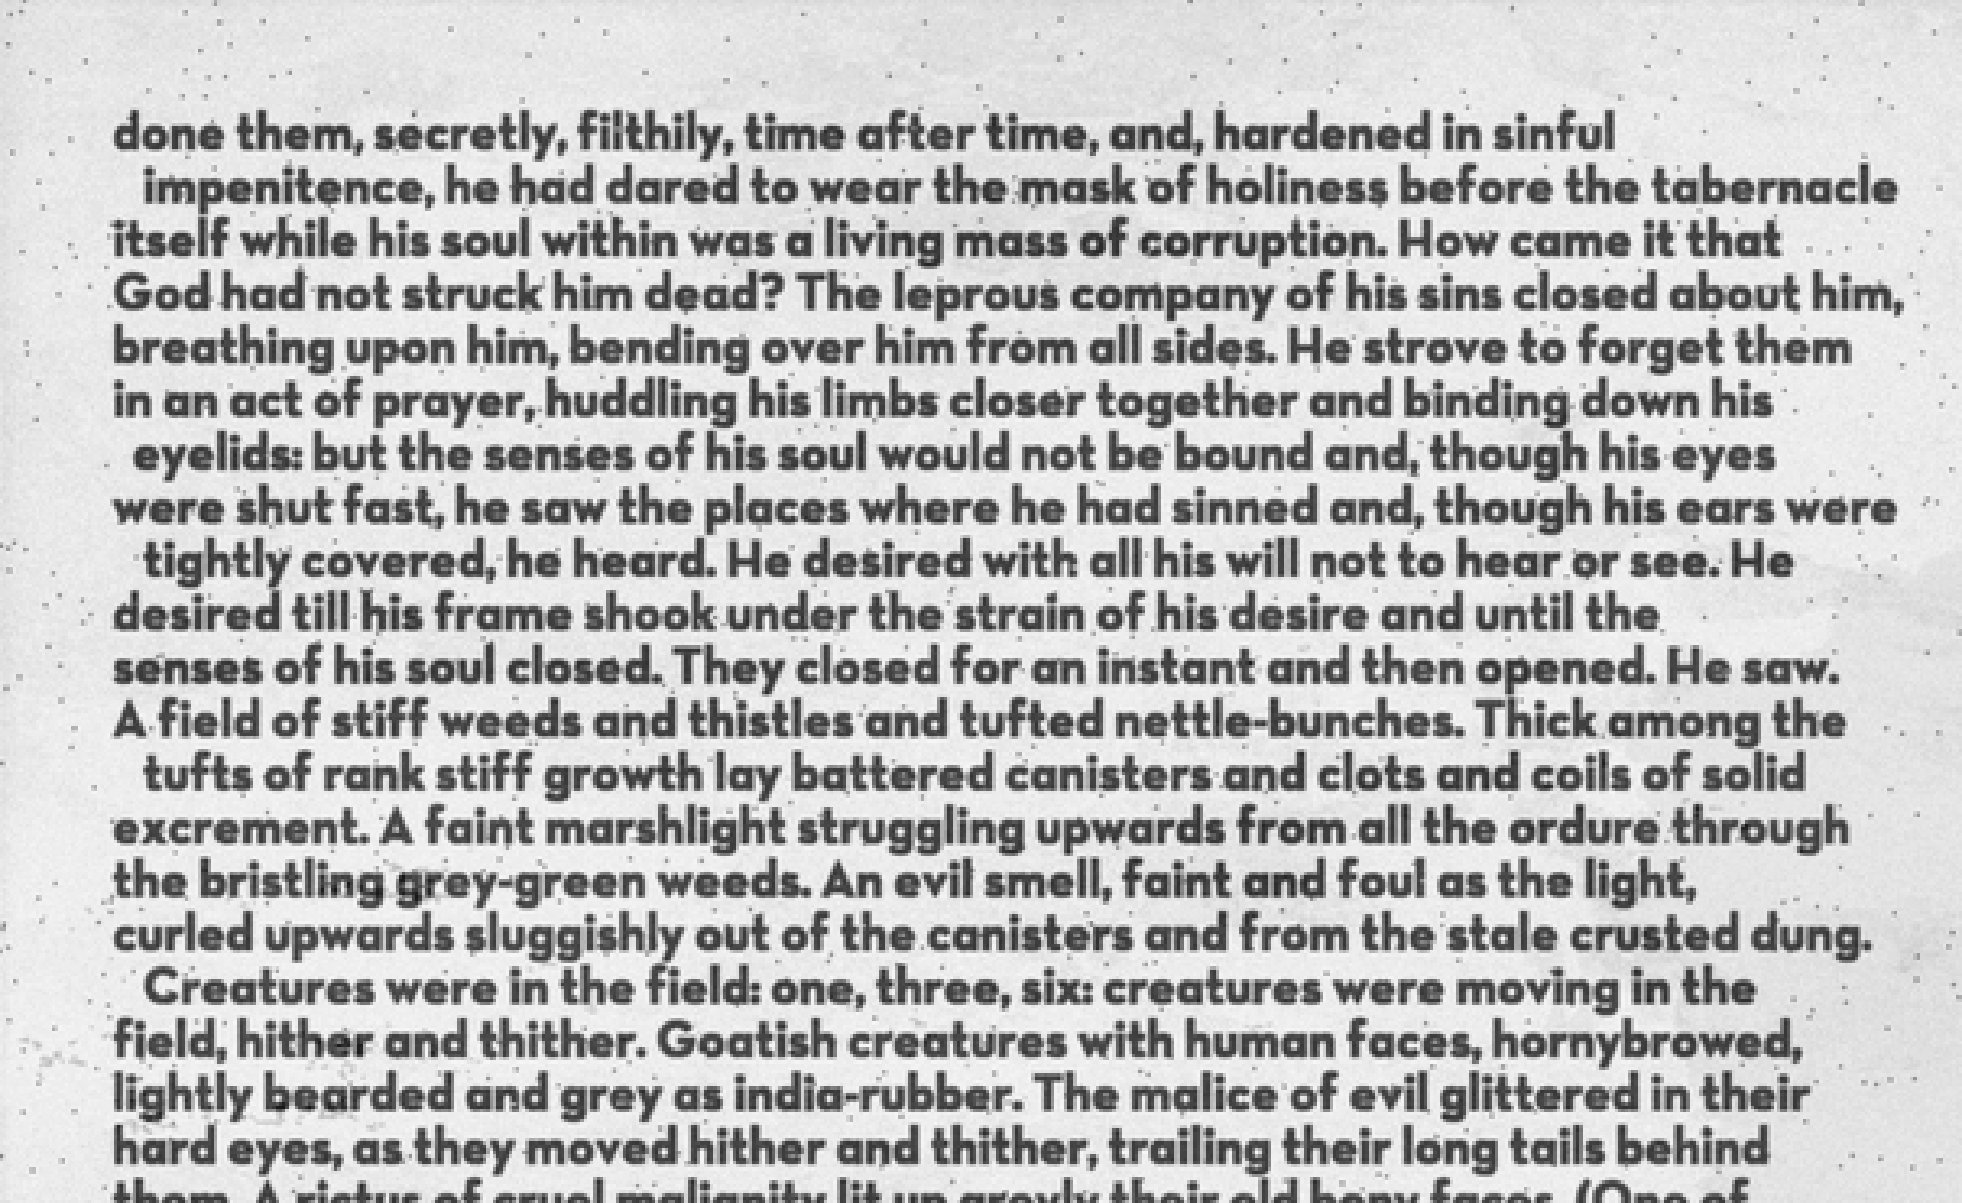 done them, secretly, filthily, time after time, and, hardened in sinful
impenitence, he had dared to wear the mask of holiness before the tabernacle
itself while his soul within was a living mass of corruption. How came it that
God had not struck him dead? The leprous company of his sins closed about him,
breathing upon him, bending over him from all sides. He strove to forget them
in an act of prayer, huddling his limbs closer together and binding down his
eyelids: but the senses of his soul would not be bound and, though his eyes
were shut fast, he saw the places where he had sinned and, though his ears were
tightly covered, he heard. He desired with all his will not to hear or see. He
desired till his frame shook under the strain of his desire and until the
senses of his soul closed. They closed for an instant and then opened. He saw.
A field of stiff weeds and thistles and tufted nettle-bunches. Thick among the
tufts of rank stiff growth lay battered canisters and clots and coils of solid
excrement. A faint marshlight struggling upwards from all the ordure through
the bristling grey-green weeds. An evil smell, faint and foul as the light,
curled upwards sluggishly out of the canisters and from the stale crusted dung.
Creatures were in the field: one, three, six: creatures were moving in the
field, hither and thither. Goatish creatures with human faces, hornybrowed,
lightly bearded and grey as india-rubber. The malice of evil glittered in their
hard eyes, as they moved hither and thither, trailing their long tails behind
them. A rictus of cruel malignity lit up greyly their old bony faces. (One of